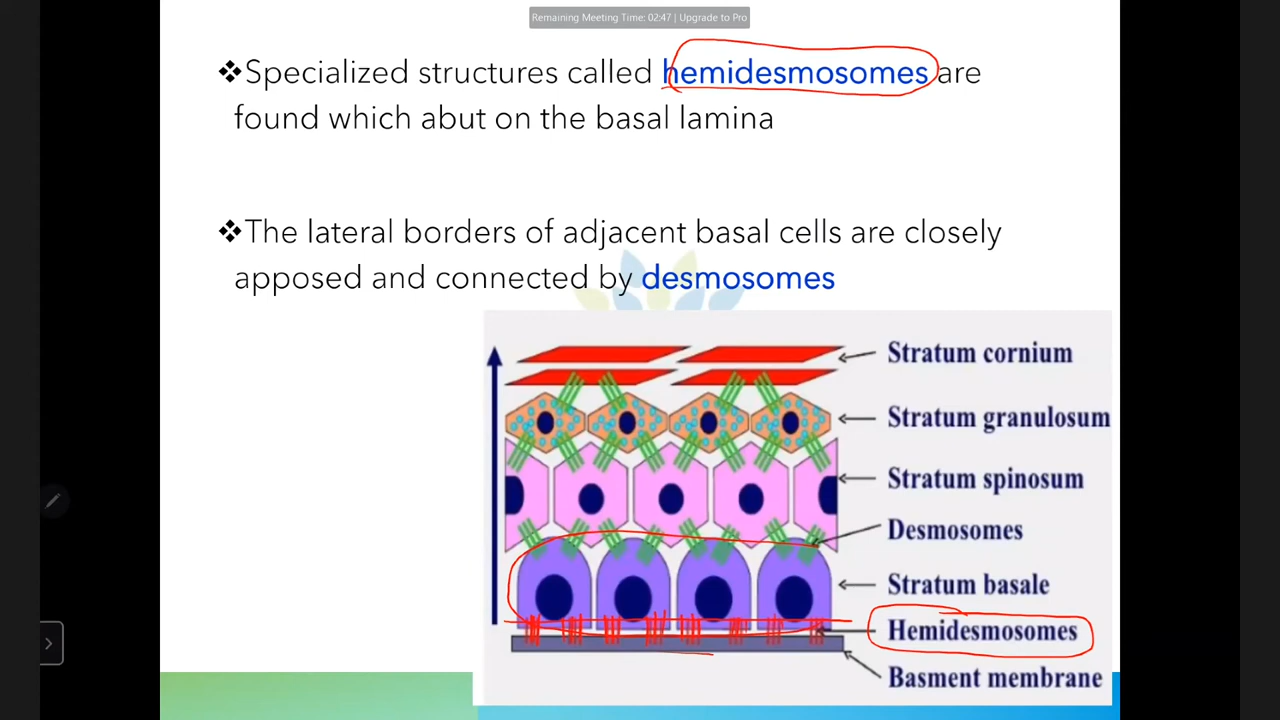 Remaining Meeting Time: 02:47 | Upgrade to Pro
❖Specialized structures called hemidesmosomes are
found which abut on the basal lamina
❖The lateral borders of adjacent basal cells are closely
apposed and connected by desmosomes
Stratum cornium
Stratum granulosum
Stratum spinosum
Desmosomes
Stratum basale
Hemidesmosomes
Basment membrane